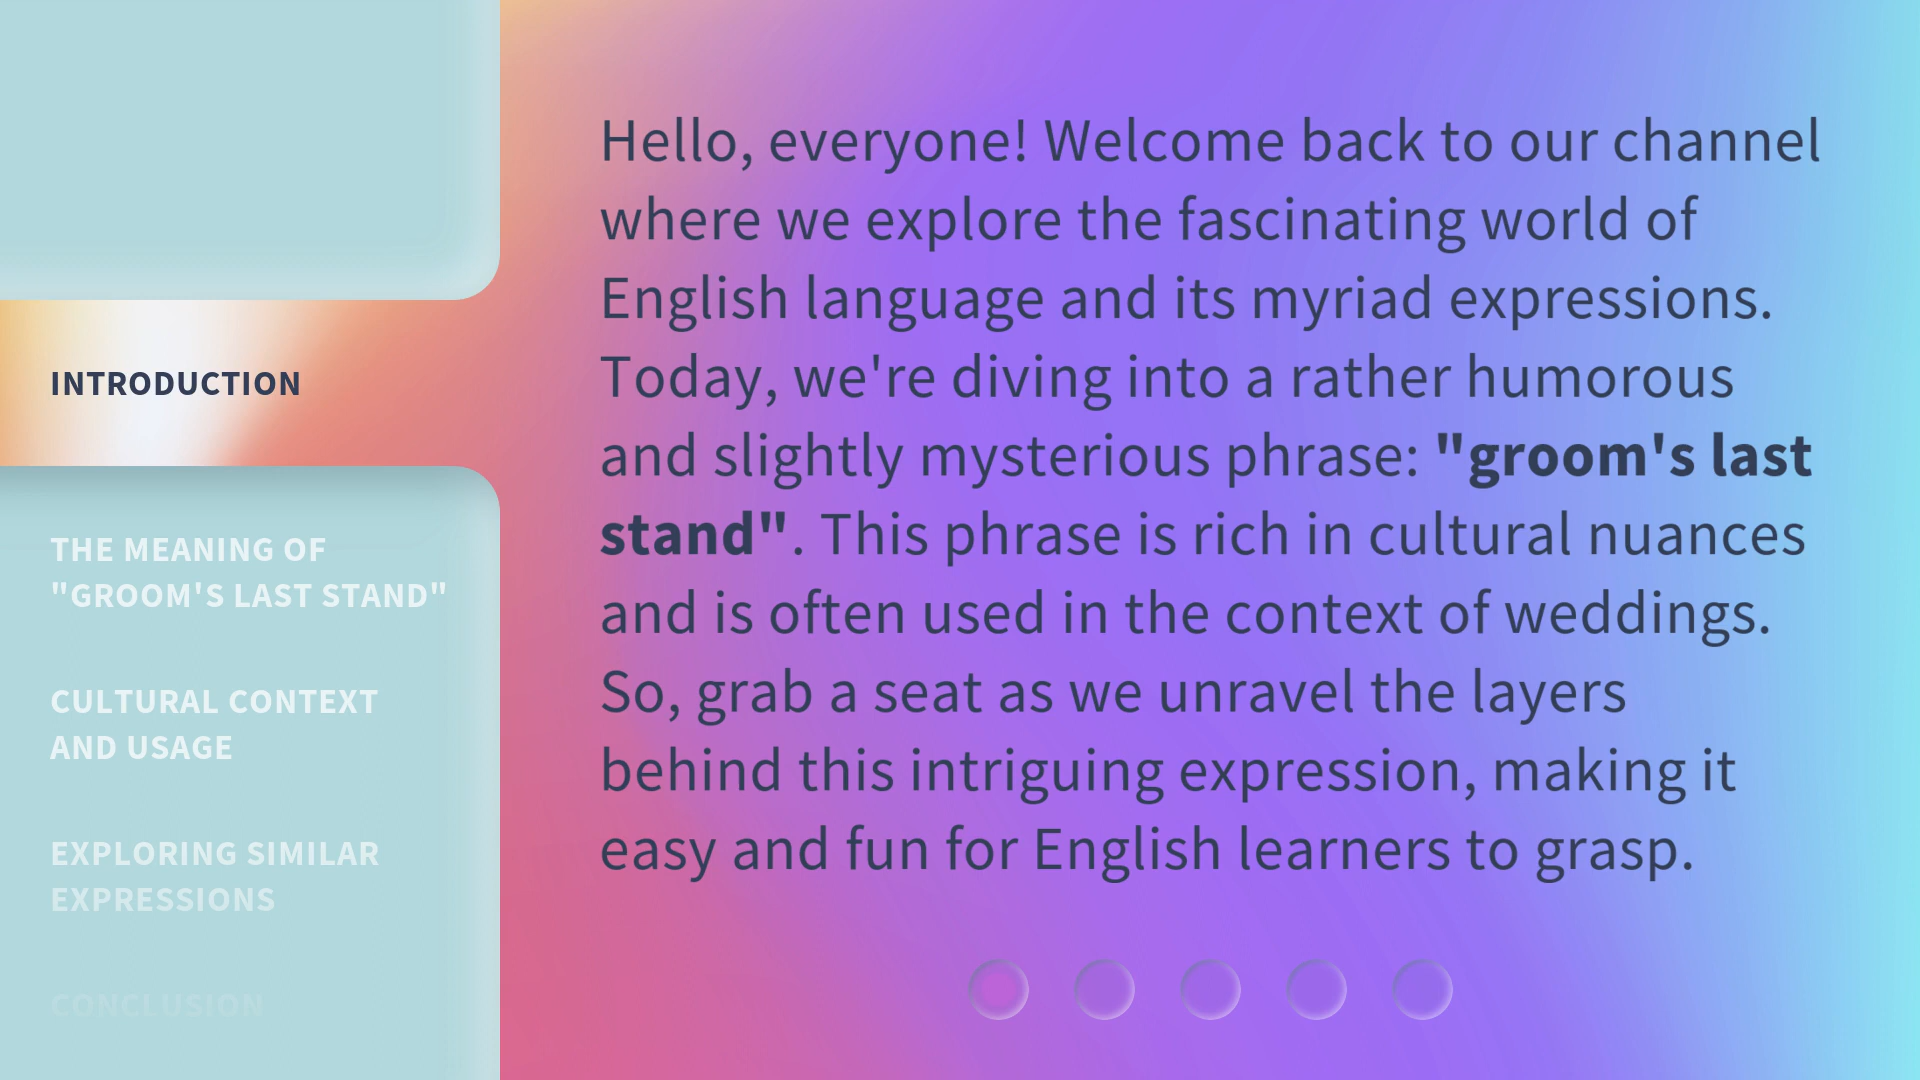 INTRODUCTION
THE MEANING OF
"GROOM'S LAST STAND"
CULTURAL CONTEXT
AND USAGE
EXPLORING SIMILAR
EXPRESSIONS
CONCLUSION
Hello, everyone! Welcome back to our channel
where we explore the fascinating world of
English language and its myriad expressions.
Today, we're diving into a rather humorous
and slightly mysterious phrase: "groom's last
stand". This phrase is rich in cultural nuances
and is often used in the context of weddings.
So, grab a seat as we unravel the layers
behind this intriguing expression, making it
easy and fun for English learners to grasp.